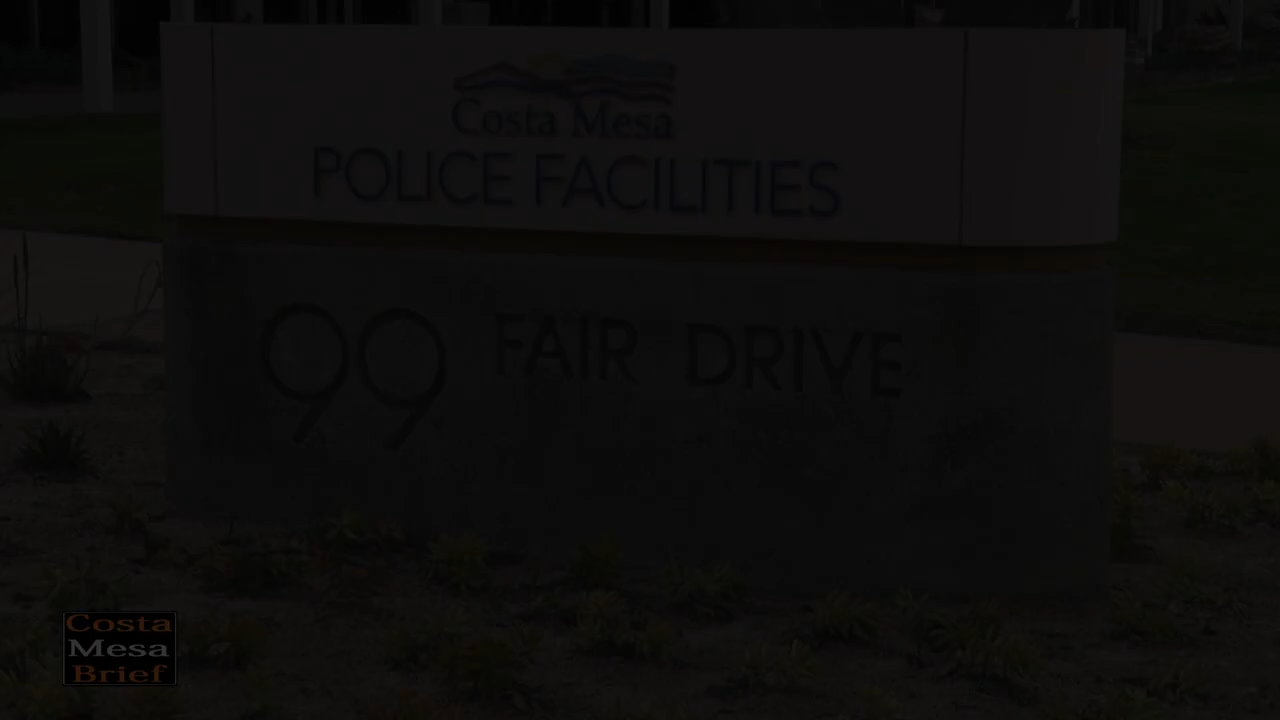 Costa Mesa
POLICE FACILITIES
99 FAIR DRIVE
Costa
Mesa
Brief